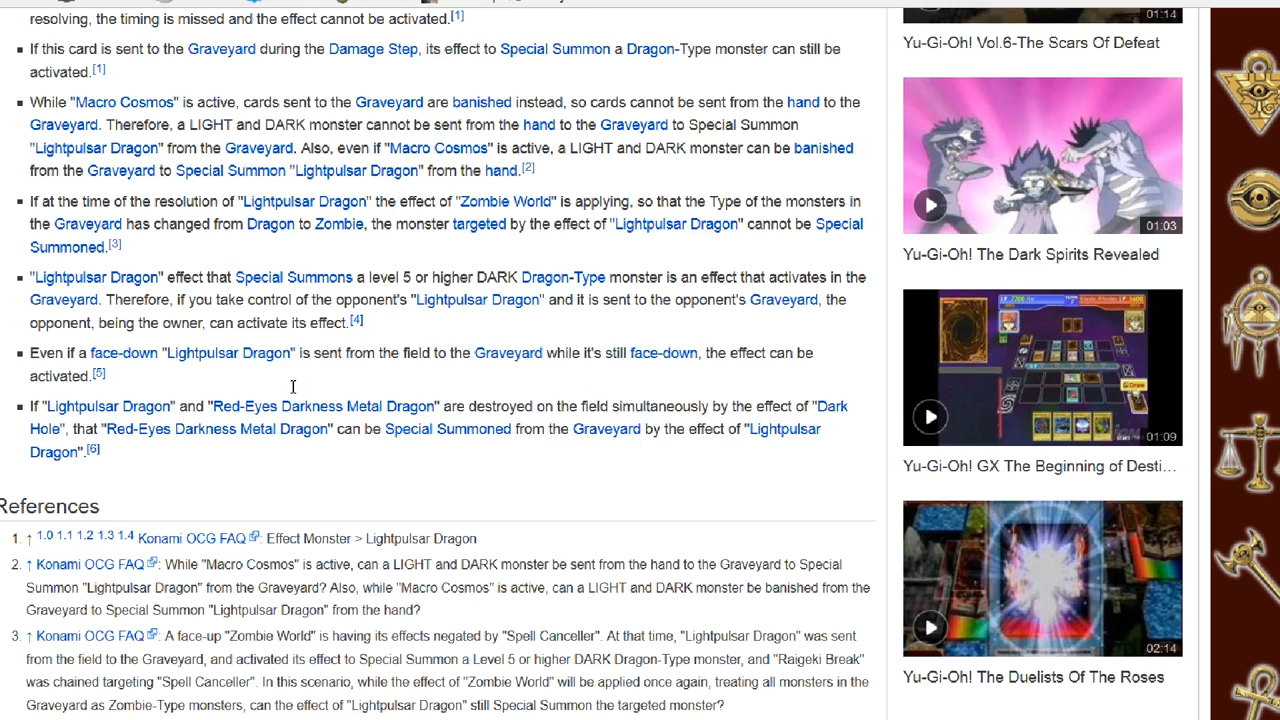 resolving, the timing is missed and the effect cannot be activated.[1]
If this card is sent to the Graveyard during the Damage Step, its effect to Special Summon a Dragon-Type monster can still be
activated.[1]
While "Macro Cosmos" is active, cards sent to the Graveyard are banished instead, so cards cannot be sent from the hand to the
Graveyard. Therefore, a LIGHT and DARK monster cannot be sent from the hand to the Graveyard to Special Summon
"Lightpulsar Dragon" from the Graveyard. Also, even if "Macro Cosmos" is active, a LIGHT and DARK monster can be banished
from the Graveyard to Special Summon "Lightpulsar Dragon" from the hand.[2]
If at the time of the resolution of "Lightpulsar Dragon" the effect of "Zombie World" is applying, so that the Type of the monsters in
the Graveyard has changed from Dragon to Zombie, the monster targeted by the effect of "Lightpulsar Dragon" cannot be Special
Summoned.[3]
"Lightpulsar Dragon" effect that Special Summons a level 5 or higher DARK Dragon-Type monster is an effect that activates in the
Graveyard. Therefore, if you take control of the opponent's "Lightpulsar Dragon" and it is sent to the opponent's Graveyard, the
opponent, being the owner, can activate its effect.[4]
Even if a face-down "Lightpulsar Dragon" is sent from the field to the Graveyard while it's still face-down, the effect can be
activated.[5]
If "Lightpulsar Dragon" and "Red-Eyes Darkness Metal Dragon" are destroyed on the field simultaneously by the effect of "Dark
Hole", that "Red-Eyes Darkness Metal Dragon" can be Special Summoned from the Graveyard by the effect of "Lightpulsar
Dragon".[6]
References
1. ↑ 1.0 1.1 1.2 1.3 1.4 Konami OCG FAQ: Effect Monster > Lightpulsar Dragon
2. ↑ Konami OCG FAQ: While "Macro Cosmos" is active, can a LIGHT and DARK monster be sent from the hand to the Graveyard to Special
Summon "Lightpulsar Dragon" from the Graveyard? Also, while "Macro Cosmos" is active, can a LIGHT and DARK monster be banished from the
Graveyard to Special Summon "Lightpulsar Dragon" from the hand?
3. ↑ Konami OCG FAQ: A face-up "Zombie World" is having its effects negated by "Spell Canceller". At that time, "Lightpulsar Dragon" was sent
from the field to the Graveyard, and activated its effect to Special Summon a Level 5 or higher DARK Dragon-Type monster, and "Raigeki Break"
was chained targeting "Spell Canceller". In this scenario, while the effect of "Zombie World" will be applied once again, treating all monsters in the
Graveyard as Zombie-Type monsters, can the effect of "Lightpulsar Dragon" still Special Summon the targeted monster?
01:14
Yu-Gi-Oh! Vol.6-The Scars Of Defeat
01:03
Yu-Gi-Oh! The Dark Spirits Revealed
01:09
Yu-Gi-Oh! GX The Beginning of Desti...
02:14
Yu-Gi-Oh! The Duelists Of The Roses